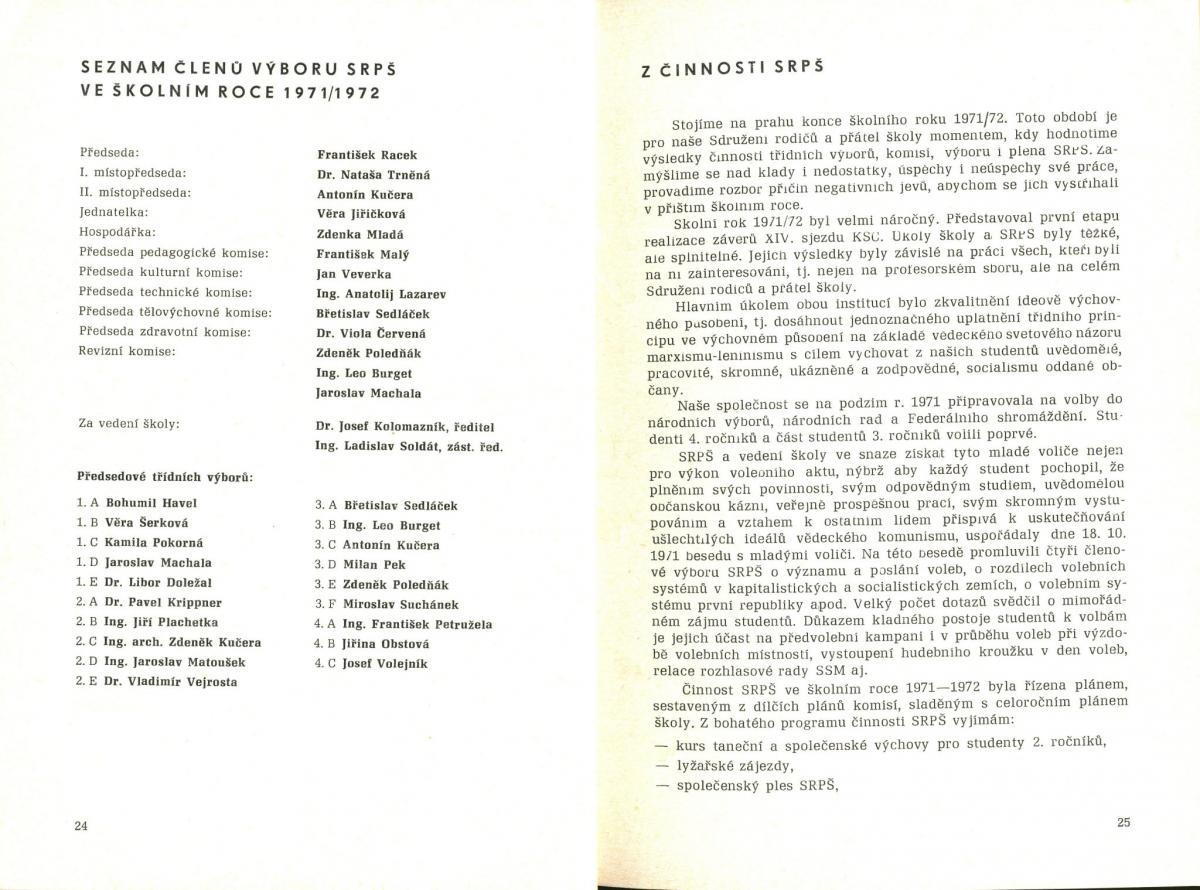 SEZNAM ČLENŮ VÝBORU SRPŠ
VE ŠKOLNÍM ROCE 1971/1972
Předseda: František Racek
I. místopředseda: Dr. Nataša Trněná
II. místopředseda: Antonín Kučera
Jednatelka: Věra Jiřičková
Hospodářka: Zdenka Mladá
Předseda pedagogické komise: František Malý
Předseda kulturní komise: Jan Veverka
Předseda technické komise: Ing. Anatolij Lazarev
Předseda tělovýchovné komise: Břetislav Sedláček
Předseda zdravotní komise: Dr. Viola Červená
Revizní komise: Zdeněk Poledňák
Ing. Leo Burget
Jaroslav Machala
Za vedení školy: Dr. Josef Kolomazník, ředitel
Ing. Ladislav Soldát, zást. řed.
Předsedové třídních výborů:
1. A Bohumil Havel
1. B Věra Šerková
1. C Kamila Pokorná
1. D Jaroslav Machala
1. E Dr. Libor Doležal
2. A Dr. Pavel Krippner
2. B Ing. Jiří Plachetka
2. C Ing. arch. Zdeněk Kučera
2. D Ing. Jaroslav Matoušek
2. E Dr. Vladimír Vejrosta
3. A Břetislav Sedláček
3. B Ing. Leo Burget
3. C Antonín Kučera
3. D Milan Pek
3. E Zdeněk Poledňák
3. F Miroslav Suchánek
4. A Ing. František Petružela
4. B Jiřina Obstová
4. C Josef Volejník
24
Z ČINNOSTI SRPŠ
Stojíme na prahu konce školního roku 1971/72. Toto období je
pro naše Sdružení rodičů a přátel školy momentem, kdy hodnotíme
výsledky činnosti třídních výborů, komisí, výboru i plena SRPŠ. Za-
mýšlíme se nad klady i nedostatky, úspěchy i neúspěchy své práce,
provádíme rozbor příčin negativních jevů, abychom se jich vystříhali
v příštím školním roce.
Školní rok 1971/72 byl velmi náročný. Představoval první etapu
realizace záverů XIV. sjezdu KSČ. Úkoly školy a SRPŠ byly těžké,
ale splnitelné. Jejich výsledky byly závislé na práci všech, kteří byli
na ní zainteresováni, tj. nejen na profesorském sboru, ale na celém
Sdružení rodičů a přátel školy.
Hlavním úkolem obou institucí bylo zkvalitnění ideově výchov-
ného působení, tj. dosáhnout jednoznačného uplatnění třídního prin-
cipu ve výchovném působení na základě vědeckého světového názoru
marxismu-leninismu s cílem vychovat z našich studentů uvědomělé,
pracovité, skromné, ukázněné a zodpovědné, socialismu oddané ob-
čany.
Naše společnost se na podzim r. 1971 připravovala na volby do
národních výborů, národních rad a Federálního shromáždění. Stu-
denti 4. ročníků a část studentů 3. ročníků volili poprvé.
SRPŠ a vedení školy ve snaze získat tyto mladé voliče nejen
pro výkon volebního aktu, nýbrž aby každý student pochopil, že
plněním svých povinností, svým odpovědným studiem, uvědomělou
občanskou kázní, veřejně prospěšnou prací, svým skromným vystu-
pováním a vztahem k ostatním lidem přispívá k uskutečňování
ušlechtilých ideálů vědeckého komunismu, uspořádaly dne 18. 10.
1971 besedu s mladými voliči. Na této besedě promluvili čtyři členo-
vé výboru SRPŠ o významu a poslání voleb, o rozdílech volebních
systémů v kapitalistických a socialistických zemích, o volebním sy-
stému první republiky apod. Velký počet dotazů svědčil o mimořád-
ném zájmu studentů. Důkazem kladného postoje studentů k volbám
je jejich účast na předvolební kampani i v průběhu voleb při výzdo-
bě volebních místností, vystoupení hudebního kroužku v den voleb,
relace rozhlasové rady SSM aj.
Činnost SRPŠ ve školním roce 1971—1972 byla řízena plánem,
sestaveným z dílčích plánů komisí, sladěným s celoročním plánem
školy. Z bohatého programu činnosti SRPŠ vyjímám:
— kurs taneční a společenské výchovy pro studenty 2. ročníků,
— lyžařské zájezdy,
— společenský ples SRPŠ,
25